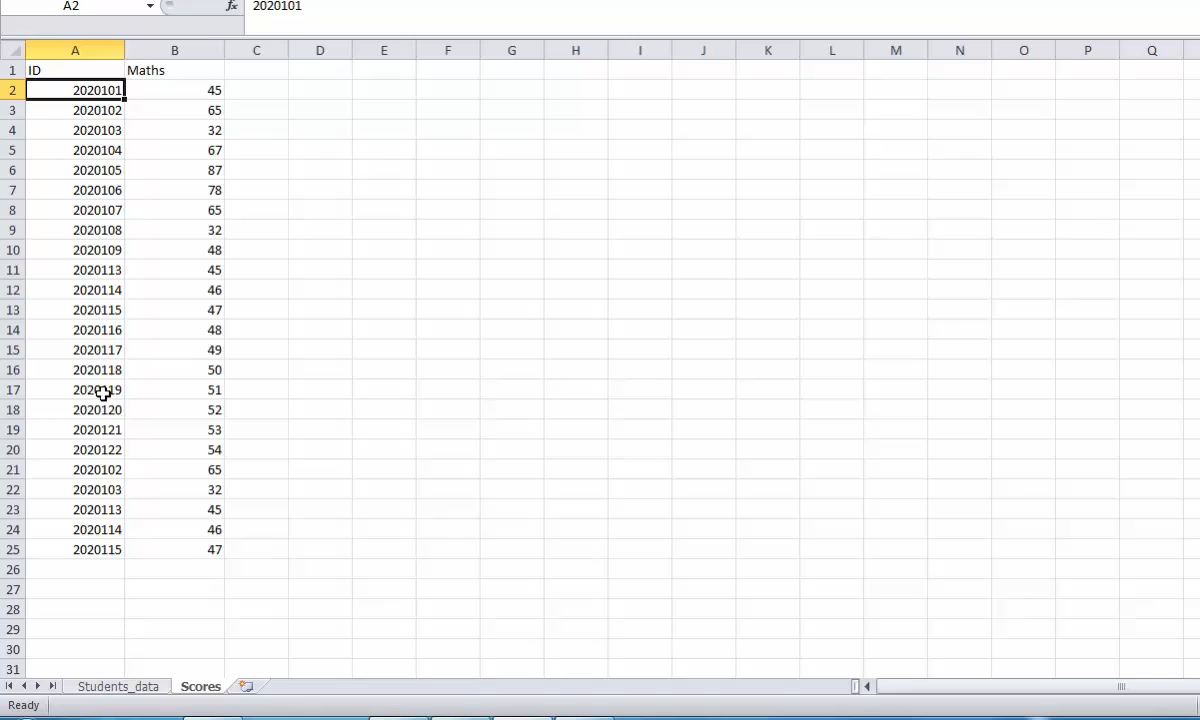 A2 fx 2020101
A B C D E F G H I J K L M N O P Q
1 ID Maths
2 2020101 45
3 2020102 65
4 2020103 32
5 2020104 67
6 2020105 87
7 2020106 78
8 2020107 65
9 2020108 32
10 2020109 48
11 2020113 45
12 2020114 46
13 2020115 47
14 2020116 48
15 2020117 49
16 2020118 50
17 2020119 51
18 2020120 52
19 2020121 53
20 2020122 54
21 2020102 65
22 2020103 32
23 2020113 45
24 2020114 46
25 2020115 47
26
27
28
29
30
31
Students_data Scores
Ready